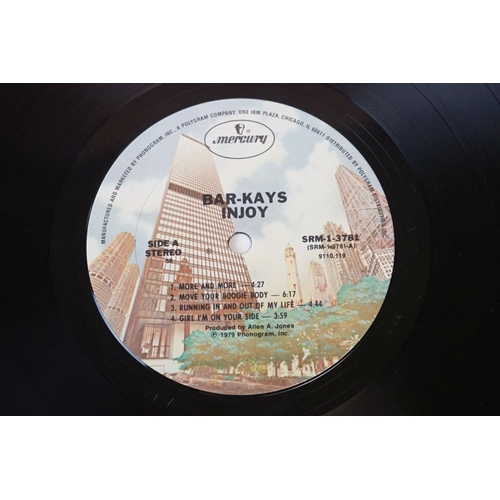 MANUFACTURED AND MARKETED BY PHONOGRAM, INC., A POLYGRAM COMPANY, ONE IBM PLAZA, CHICAGO, IL 60611 DISTRIBUTED BY POLYGRAM DISTRIBUTION, INC.
mercury
BAR-KAYS
INJOY
SIDE A
STEREO
SRM-1-3781
(SRM-1-3781-A)
9110.119
1. MORE AND MORE — 4:27
2. MOVE YOUR BOOGIE BODY — 6:17
3. RUNNING IN AND OUT OF MY LIFE — 4:44
4. GIRL I'M ON YOUR SIDE — 3:59
Produced by Allen A. Jones
℗ 1979 Phonogram, Inc.